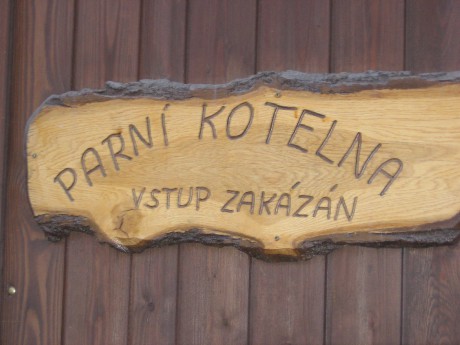 PARNÍ KOTELNA
VSTUP ZAKÁZÁN